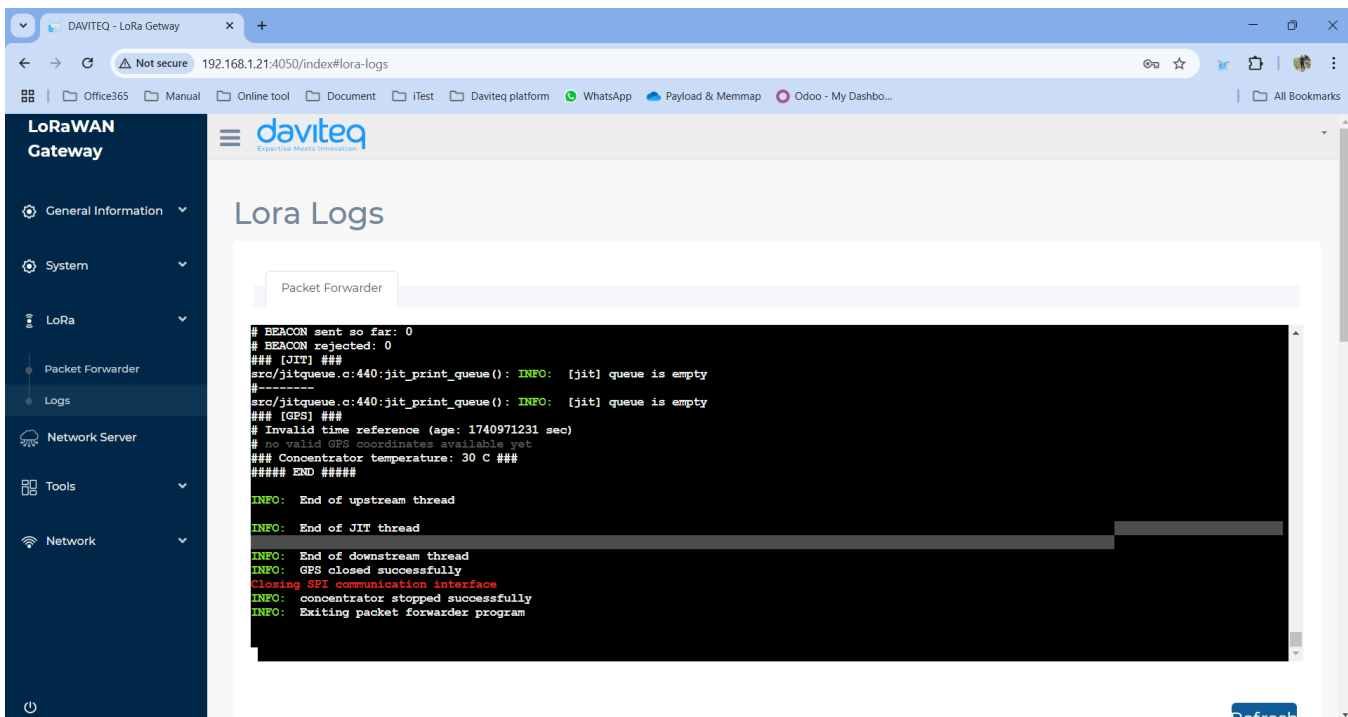 DAVITEQ - LoRa Getway
Not secure
192.168.1.21:4050/index#lora-logs
Office365
Manual
Online tool
Document
iTest
Daviteq platform
WhatsApp
Payload & Memmap
Odoo - My Dashbo...
All Bookmarks
LoRaWAN
Gateway
daviteq
Expertise Meets Innovation.
General Information
System
LoRa
Packet Forwarder
Logs
Network Server
Tools
Network
Lora Logs
Packet Forwarder
# BEACON sent so far: 0
# BEACON rejected: 0
### [JIT] ###
src/jitqueue.c:440:jit_print_queue(): INFO: [jit] queue is empty
#--------
src/jitqueue.c:440:jit_print_queue(): INFO: [jit] queue is empty
### [GPS] ###
# Invalid time reference (age: 1740971231 sec)
# no valid GPS coordinates available yet
### Concentrator temperature: 30 C ###
##### END #####
INFO: End of upstream thread
INFO: End of JIT thread
INFO: End of downstream thread
INFO: GPS closed successfully
Closing SPI communication interface
INFO: concentrator stopped successfully
INFO: Exiting packet forwarder program
Refresh